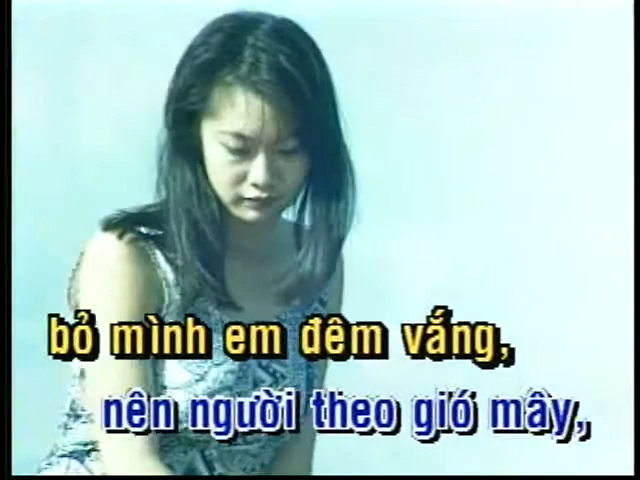 bỏ mình em đêm vắng,
nên người theo gió mây,